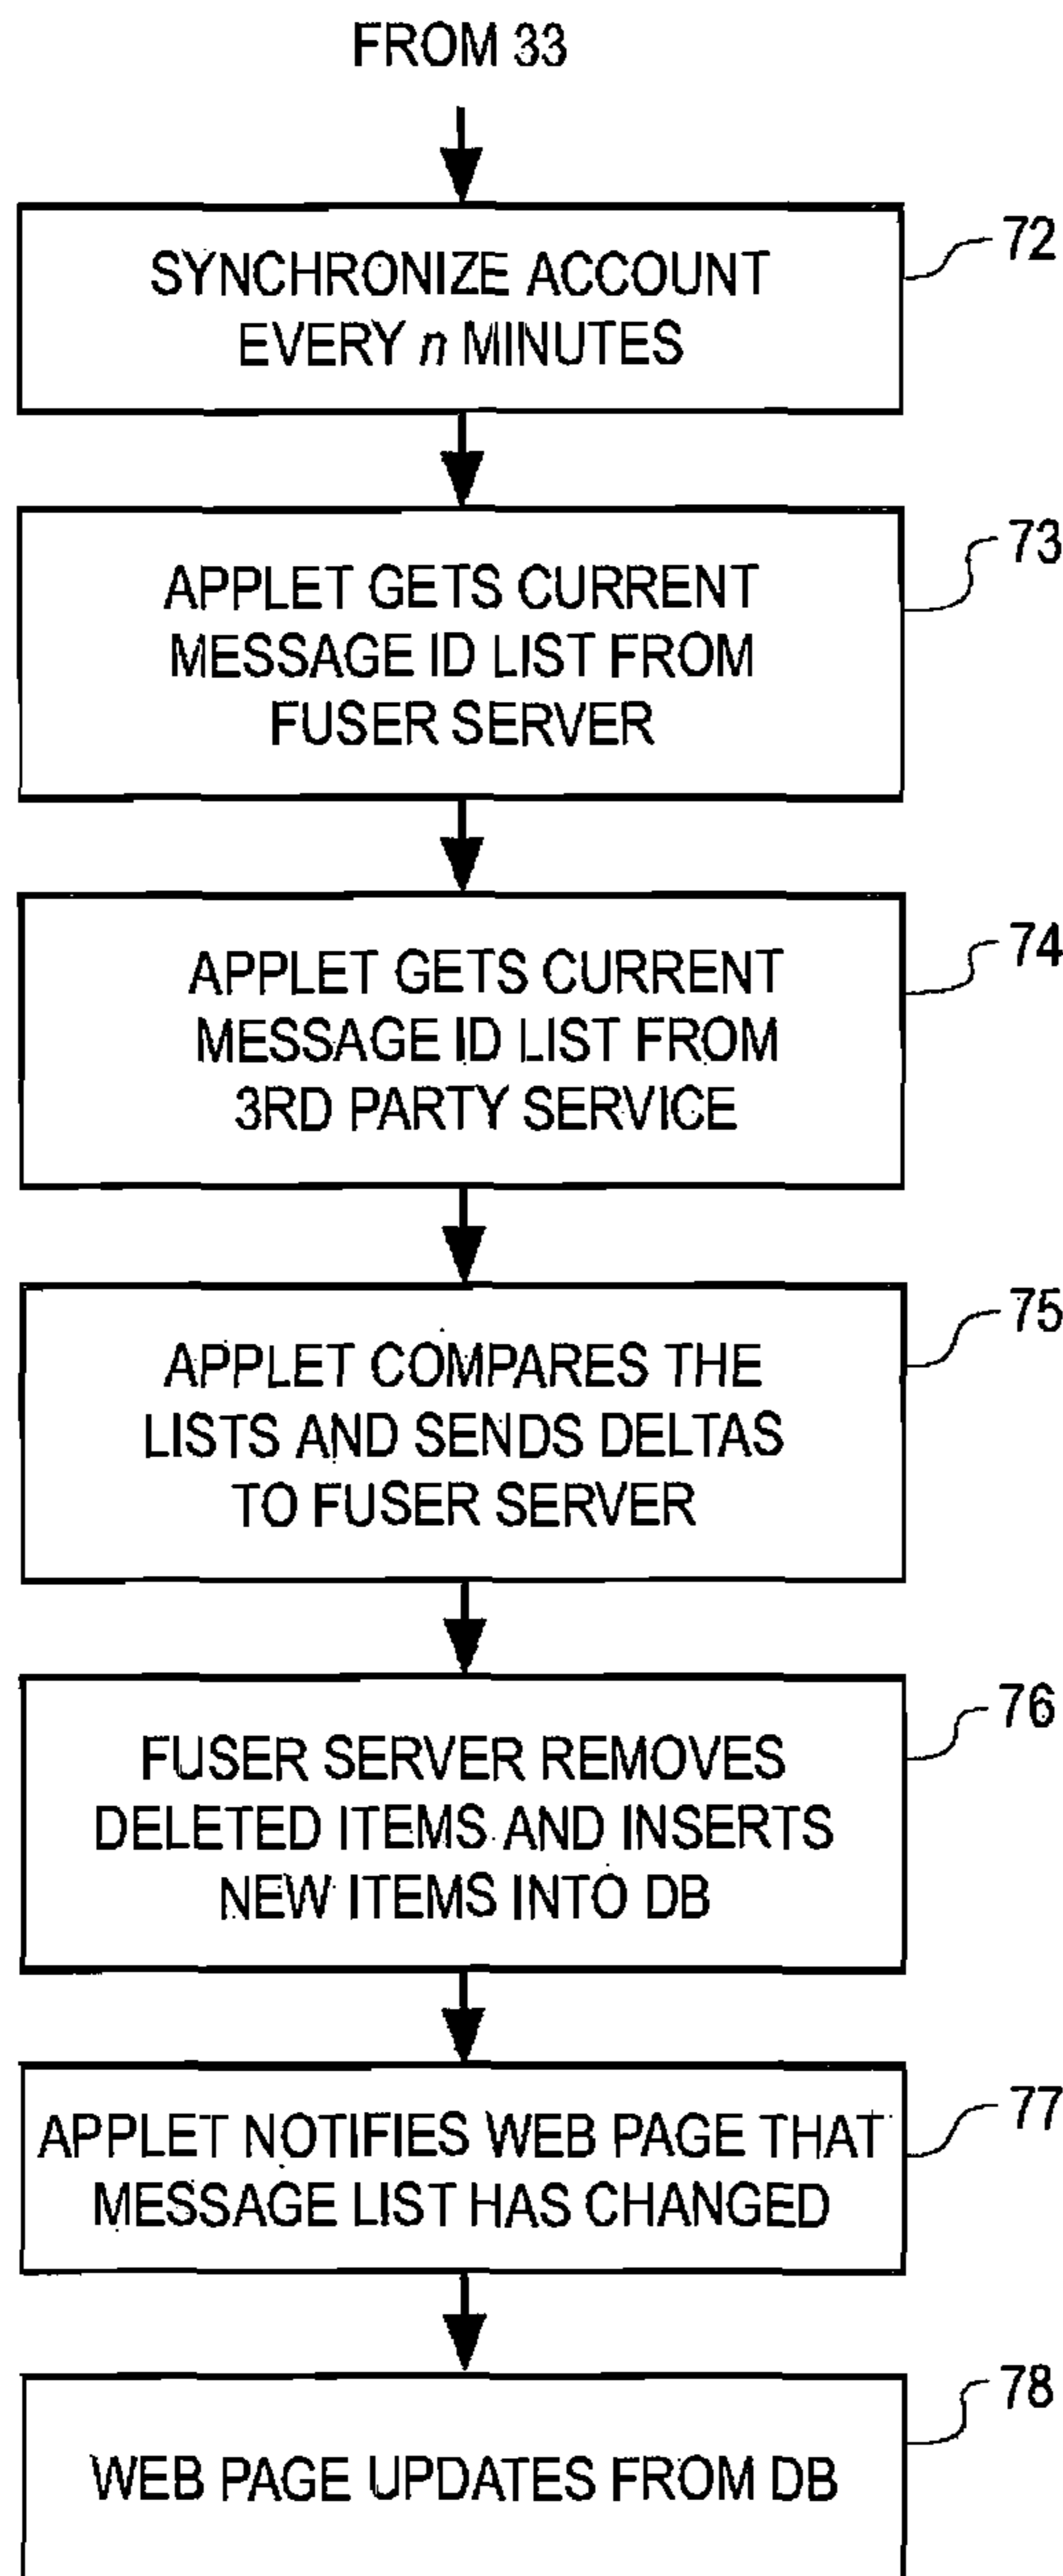 FROM 33
72
SYNCHRONIZE ACCOUNT
EVERY n MINUTES
73
APPLET GETS CURRENT
MESSAGE ID LIST FROM
FUSER SERVER
74
APPLET GETS CURRENT
MESSAGE ID LIST FROM
3RD PARTY SERVICE
75
APPLET COMPARES THE
LISTS AND SENDS DELTAS
TO FUSER SERVER
76
FUSER SERVER REMOVES
DELETED ITEMS AND INSERTS
NEW ITEMS INTO DB
77
APPLET NOTIFIES WEB PAGE THAT
MESSAGE LIST HAS CHANGED
78
WEB PAGE UPDATES FROM DB